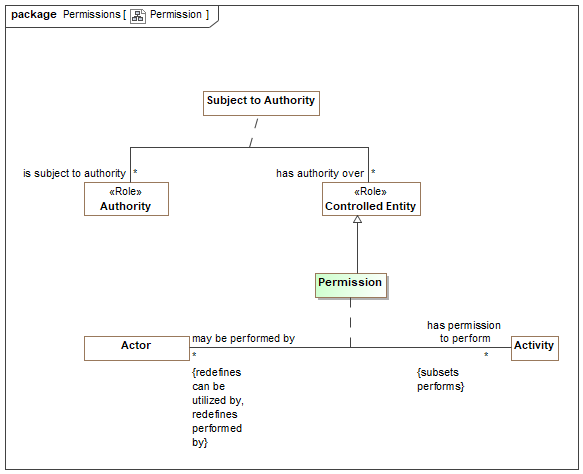 package Permissions [ Permission ]
Subject to Authority
is subject to authority *
has authority over *
«Role»
Authority
«Role»
Controlled Entity
Permission
Actor
may be performed by
*
{redefines
can be
utilized by,
redefines
performed
by}
has permission
to perform
*
{subsets
performs}
Activity